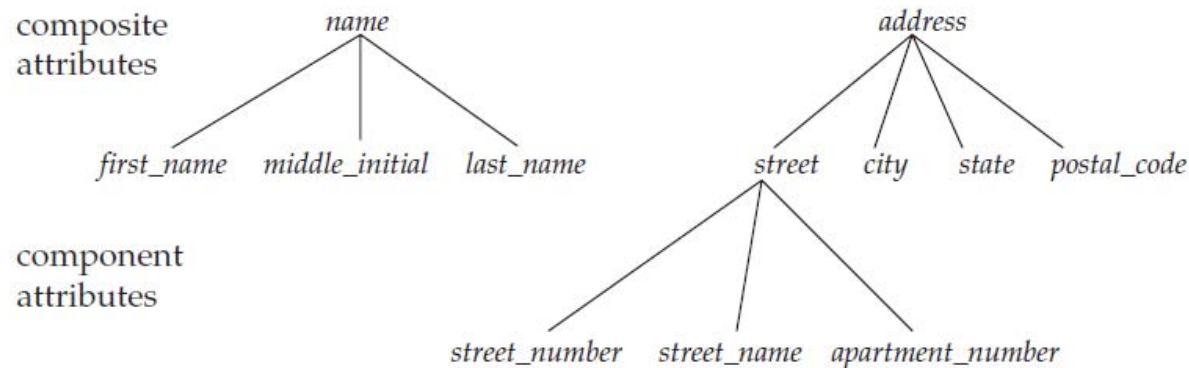 composite name address
attributes
first_name middle_initial last_name street city state postal_code
component
attributes
street_number street_name apartment_number